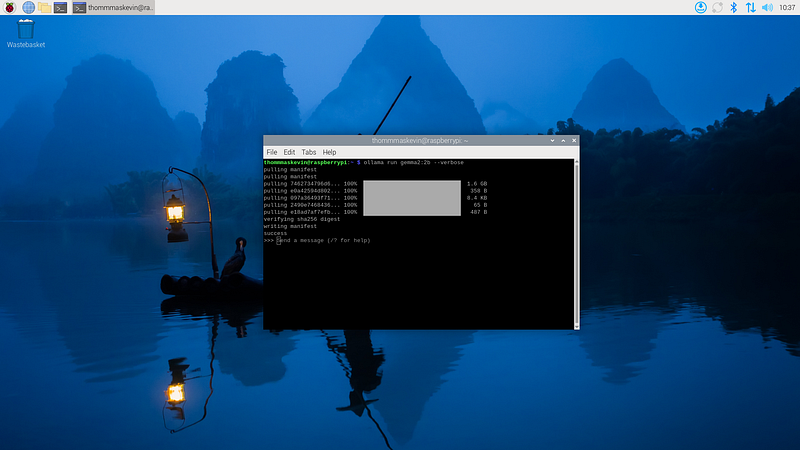 thommmaskevin@ra..
10:37
Wastebasket
thommmaskevin@raspberrypi: ~
File Edit Tabs Help
thommmaskevin@raspberrypi:~ $ ollama run gemma2:2b --verbose
pulling manifest
pulling manifest
pulling 7462734796d6... 100% 1.6 GB
pulling e0a42594d802... 100% 358 B
pulling 097a36493f71... 100% 8.4 KB
pulling 2490e7468436... 100% 65 B
pulling e18ad7af7efb... 100% 487 B
verifying sha256 digest
writing manifest
success
>>> Send a message (/? for help)